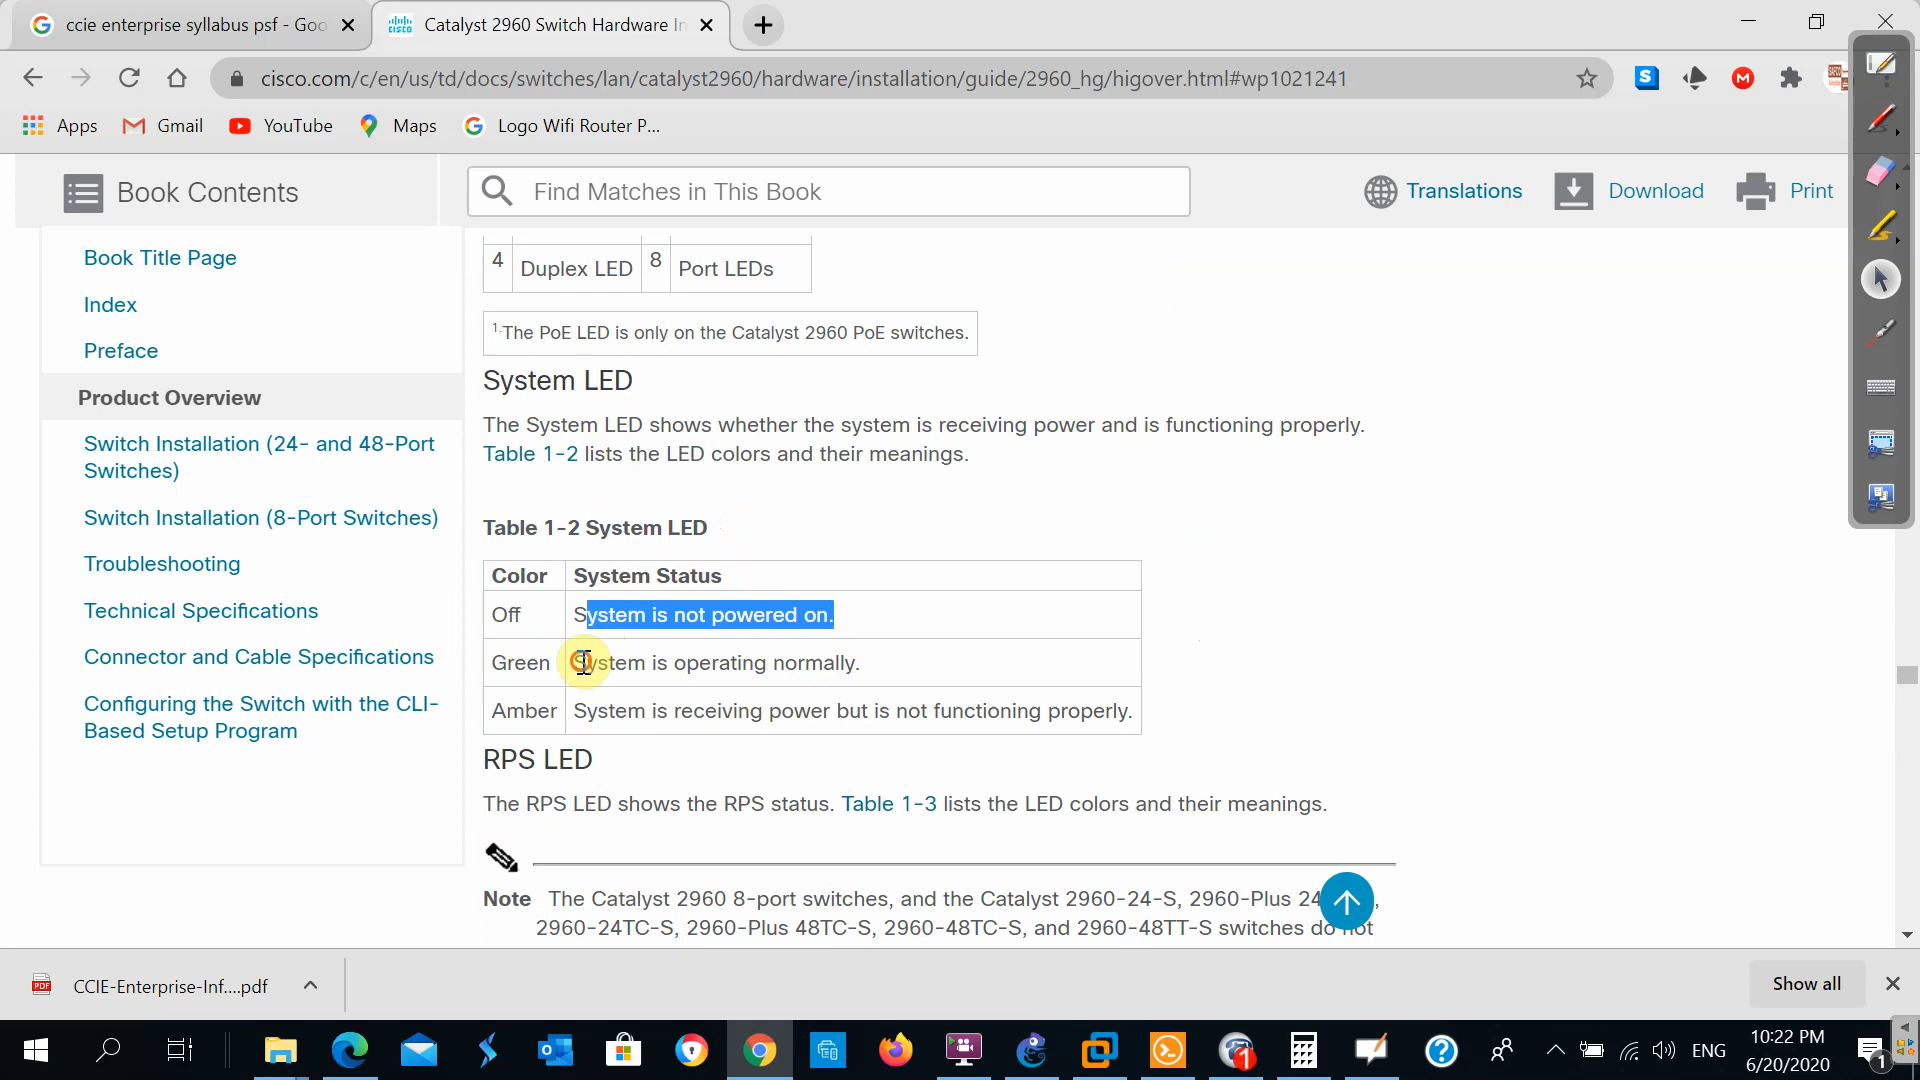 ccie enterprise syllabus psf - Goo
Catalyst 2960 Switch Hardware In
cisco.com/c/en/us/td/docs/switches/lan/catalyst2960/hardware/installation/guide/2960_hg/higover.html#wp1021241
Apps
Gmail
YouTube
Maps
Logo Wifi Router P...
Book Contents
Find Matches in This Book
Translations
Download
Print
Book Title Page
Index
Preface
Product Overview
Switch Installation (24- and 48-Port
Switches)
Switch Installation (8-Port Switches)
Troubleshooting
Technical Specifications
Connector and Cable Specifications
Configuring the Switch with the CLI-
Based Setup Program
4 Duplex LED 8 Port LEDs
1.The PoE LED is only on the Catalyst 2960 PoE switches.
System LED
The System LED shows whether the system is receiving power and is functioning properly.
Table 1-2 lists the LED colors and their meanings.
Table 1-2 System LED
Color System Status
Off System is not powered on.
Green System is operating normally.
Amber System is receiving power but is not functioning properly.
RPS LED
The RPS LED shows the RPS status. Table 1-3 lists the LED colors and their meanings.
Note The Catalyst 2960 8-port switches, and the Catalyst 2960-24-S, 2960-Plus 24
2960-24TC-S, 2960-Plus 48TC-S, 2960-48TC-S, and 2960-48TT-S switches do not
CCIE-Enterprise-Inf....pdf
Show all
ENG
10:22 PM
6/20/2020